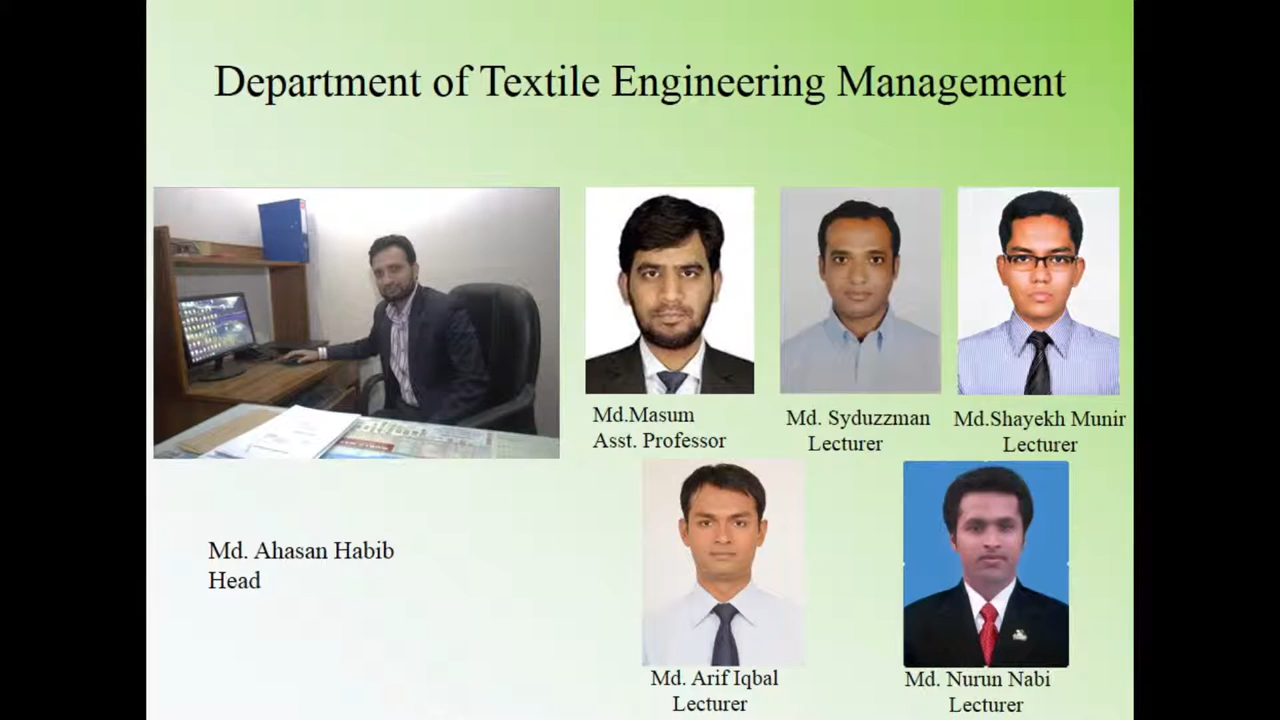 Department of Textile Engineering Management
Md.Masum
Asst. Professor
Md. Syduzzman
Lecturer
Md.Shayekh Munir
Lecturer
Md. Ahasan Habib
Head
Md. Arif Iqbal
Lecturer
Md. Nurun Nabi
Lecturer